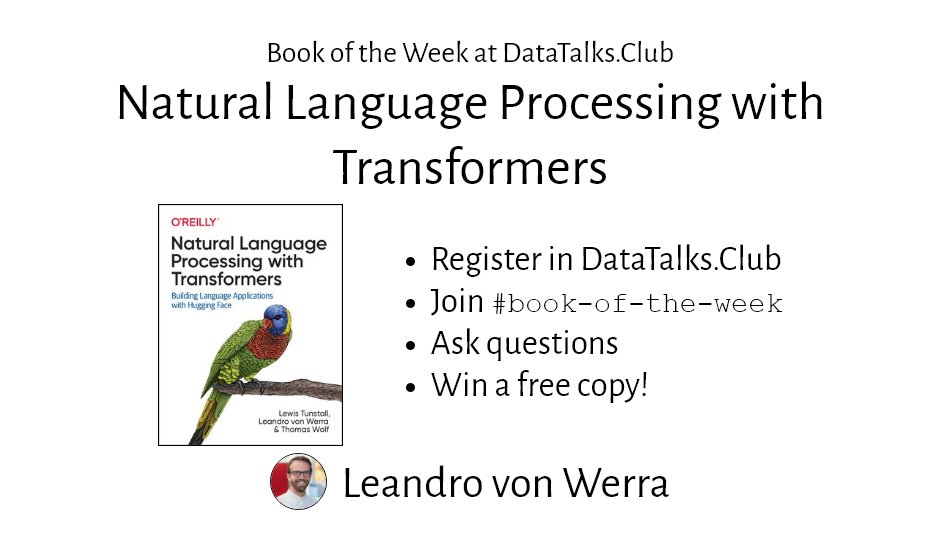 Book of the Week at DataTalks.Club
Natural Language Processing with
Transformers
O'REILLY
Natural Language
Processing with
Transformers
Building Language Applications
with Hugging Face
Lewis Tunstall,
Leandro von Werra
& Thomas Wolf
• Register in DataTalks.Club
• Join #book-of-the-week
• Ask questions
• Win a free copy!
Leandro von Werra